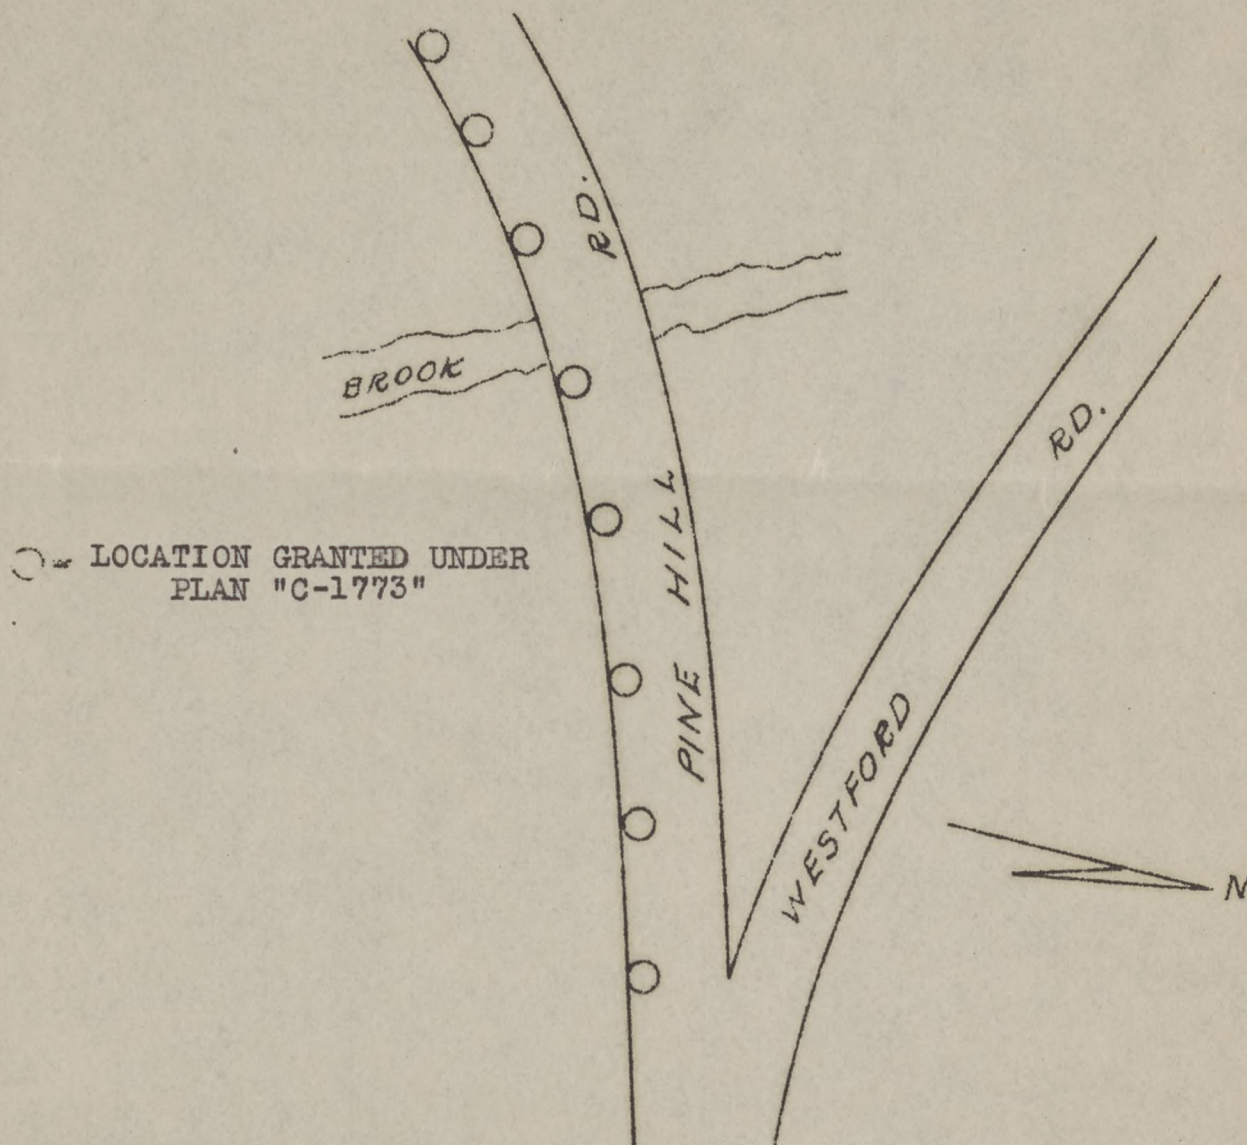 RD.
BROOK
RD.
PINE HILL
LOCATION GRANTED UNDER
PLAN "C-1773"
WESTFORD
N